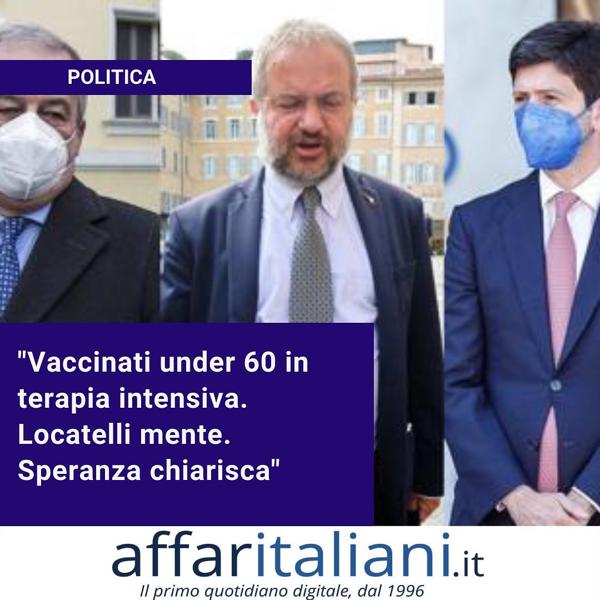 POLITICA
"Vaccinati under 60 in
terapia intensiva.
Locatelli mente.
Speranza chiarisca"
affaritaliani.it
Il primo quotidiano digitale, dal 1996